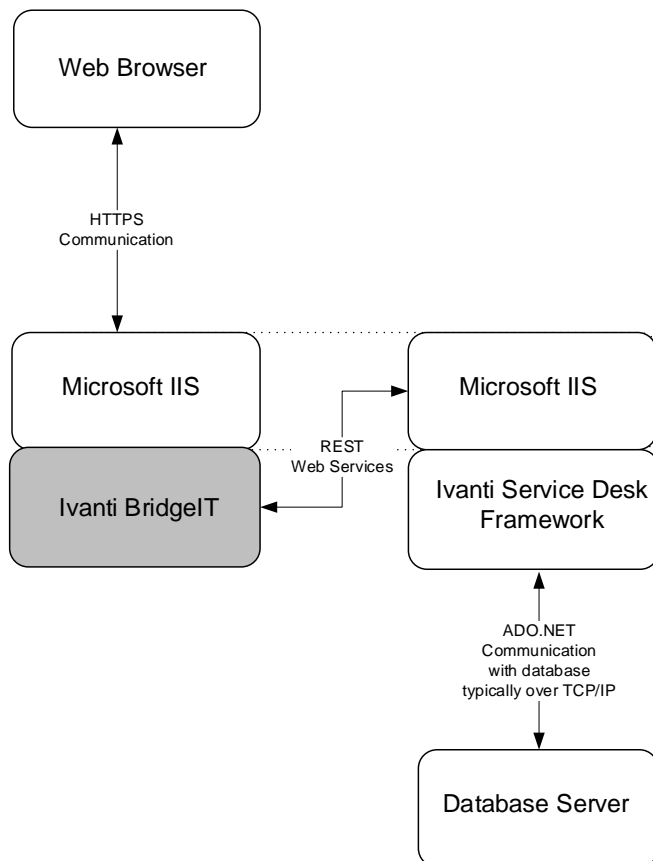 Web Browser
HTTPS
Communication
Microsoft IIS
Microsoft IIS
REST
Web Services
Ivanti BridgeIT
Ivanti Service Desk
Framework
ADO.NET
Communication
with database
typically over TCP/IP
Database Server